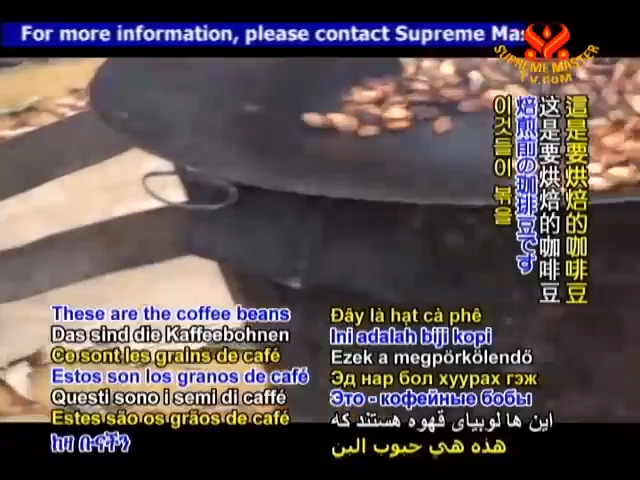 For more information, please contact Supreme Mas
SUPREME MASTER
TV.COM
這是要烘焙的咖啡豆
这是要烘焙的咖啡豆
焙煎前の珈琲豆です
이것들이 볶을
These are the coffee beans
Das sind die Kaffeebohnen
Ce sont les grains de café
Estos son los granos de café
Questi sono i semi di caffé
Estes são os grãos de café
Đây là hạt cà phê
Ini adalah biji kopi
Ezek a megpörkölendő
Эд нар бол хуурах гэж
Это - кофейные бобы
این ها لوبیای قهوه هستند که
هذه هي حبوب البن